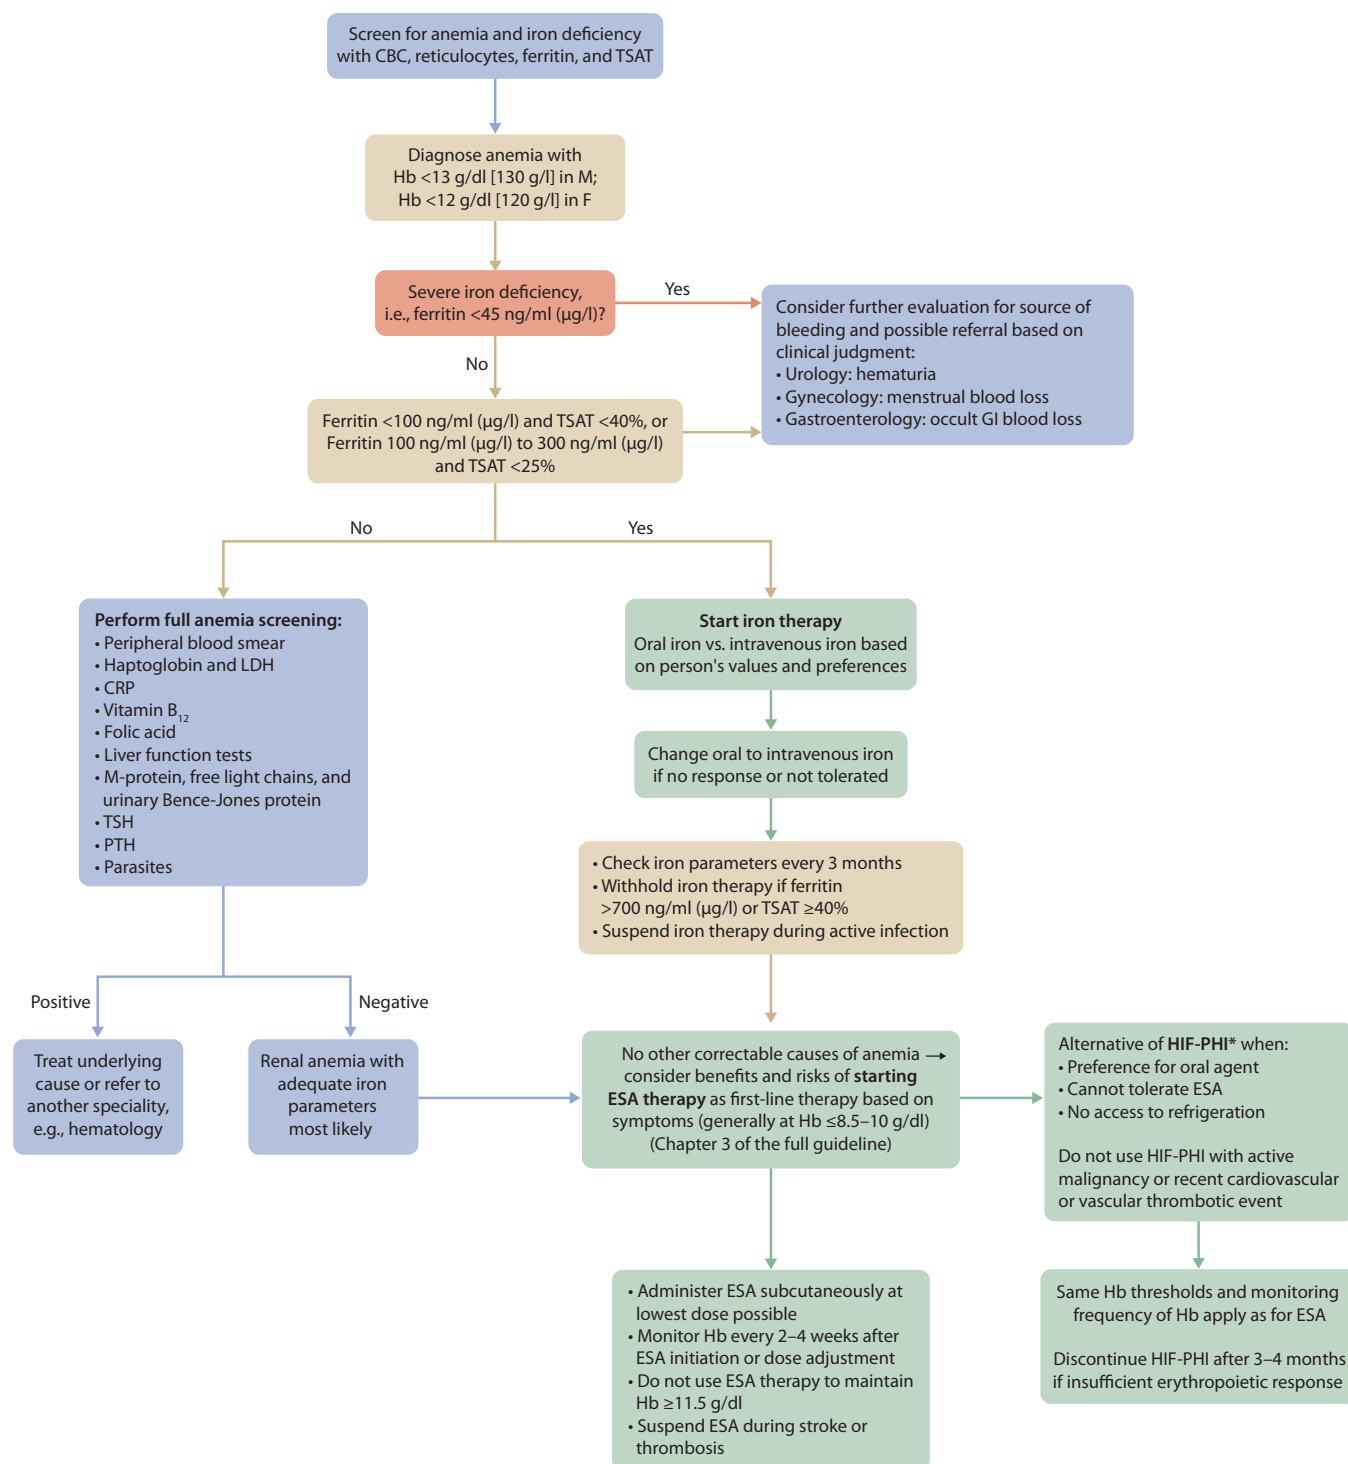 Screen for anemia and iron deficiency
with CBC, reticulocytes, ferritin, and TSAT
Diagnose anemia with
Hb <13 g/dl [130 g/l] in M;
Hb <12 g/dl [120 g/l] in F
Severe iron deficiency,
i.e., ferritin <45 ng/ml (μg/l)?
Yes
Consider further evaluation for source of
bleeding and possible referral based on
clinical judgment:
• Urology: hematuria
• Gynecology: menstrual blood loss
• Gastroenterology: occult GI blood loss
No
Ferritin <100 ng/ml (μg/l) and TSAT <40%, or
Ferritin 100 ng/ml (μg/l) to 300 ng/ml (μg/l)
and TSAT <25%
No
Yes
Perform full anemia screening:
• Peripheral blood smear
• Haptoglobin and LDH
• CRP
• Vitamin B12
• Folic acid
• Liver function tests
• M-protein, free light chains, and
urinary Bence-Jones protein
• TSH
• PTH
• Parasites
Start iron therapy
Oral iron vs. intravenous iron based
on person's values and preferences
Change oral to intravenous iron
if no response or not tolerated
• Check iron parameters every 3 months
• Withhold iron therapy if ferritin
>700 ng/ml (μg/l) or TSAT ≥40%
• Suspend iron therapy during active infection
Positive
Negative
Treat underlying
cause or refer to
another speciality,
e.g., hematology
Renal anemia with
adequate iron
parameters
most likely
No other correctable causes of anemia →
consider benefits and risks of starting
ESA therapy as first-line therapy based on
symptoms (generally at Hb ≤8.5–10 g/dl)
(Chapter 3 of the full guideline)
Alternative of HIF-PHI* when:
• Preference for oral agent
• Cannot tolerate ESA
• No access to refrigeration
Do not use HIF-PHI with active
malignancy or recent cardiovascular
or vascular thrombotic event
• Administer ESA subcutaneously at
lowest dose possible
• Monitor Hb every 2–4 weeks after
ESA initiation or dose adjustment
• Do not use ESA therapy to maintain
Hb ≥11.5 g/dl
• Suspend ESA during stroke or
thrombosis
Same Hb thresholds and monitoring
frequency of Hb apply as for ESA
Discontinue HIF-PHI after 3–4 months
if insufficient erythropoietic response